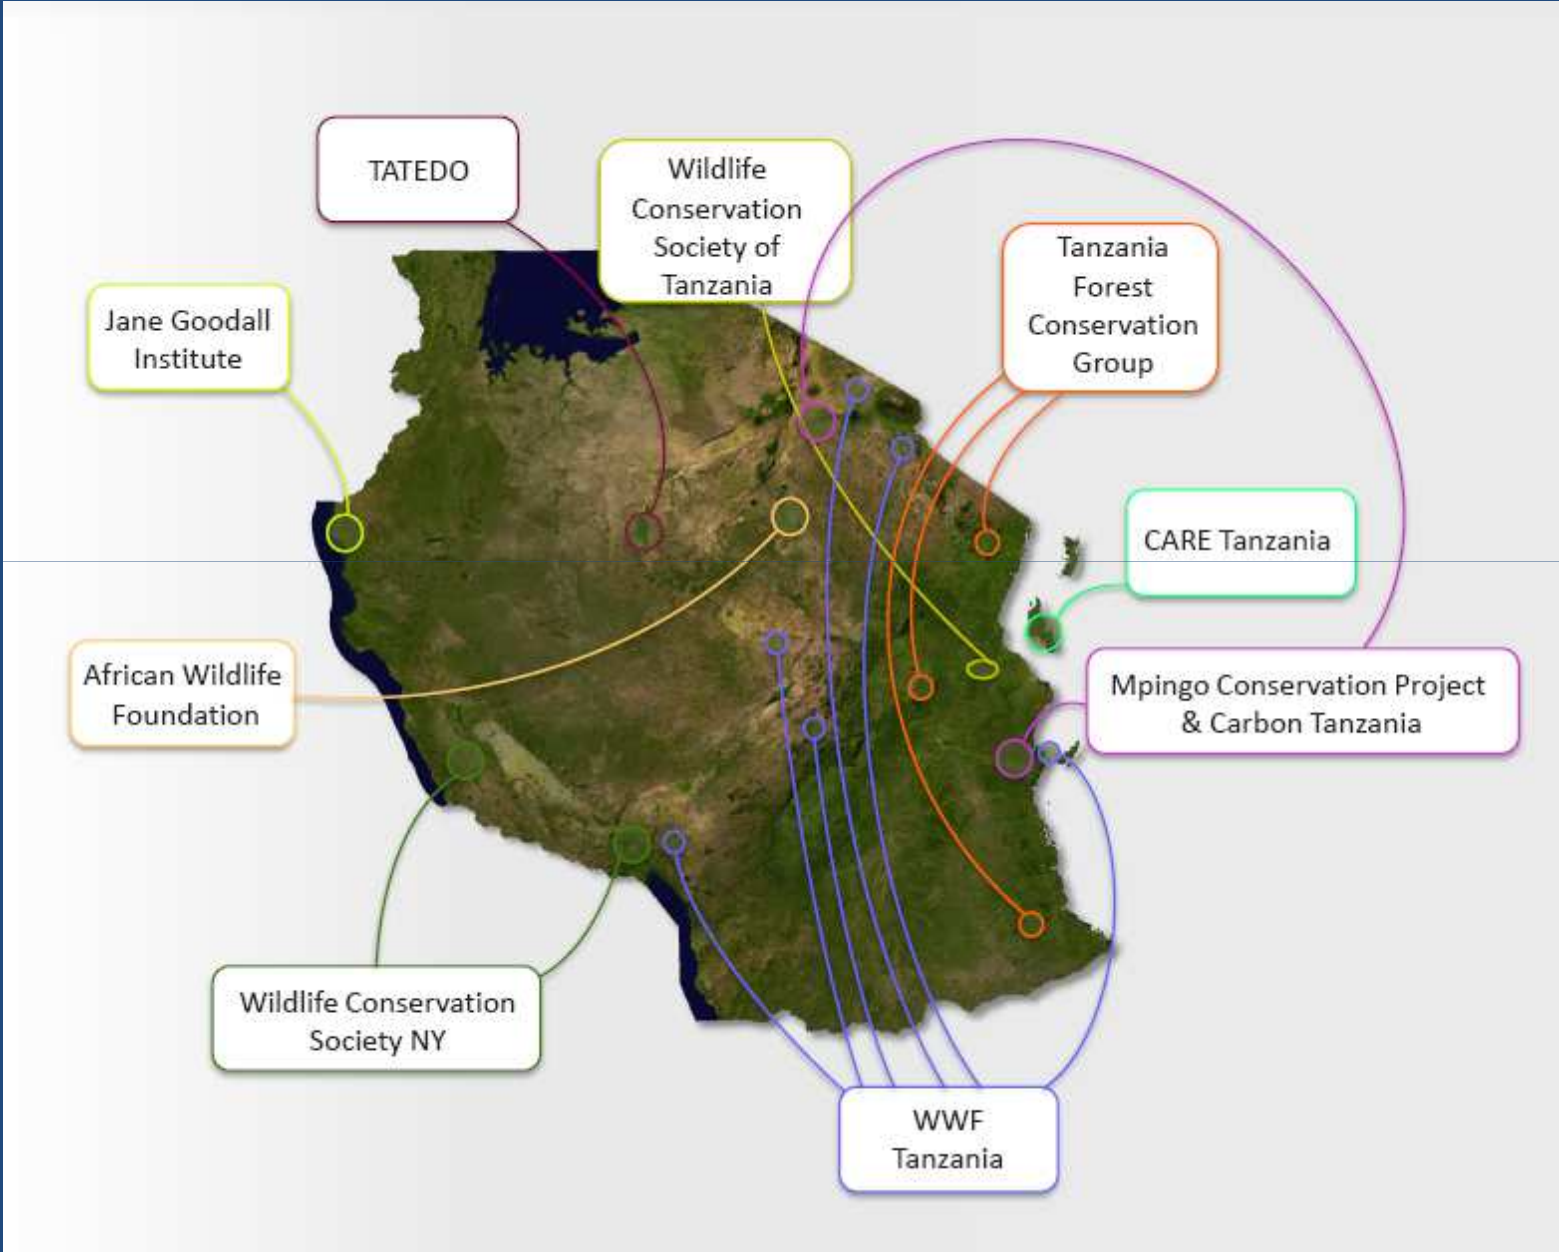 TATEDO
Wildlife
Conservation
Society of
Tanzania
Tanzania
Forest
Conservation
Group
Jane Goodall
Institute
CARE Tanzania
African Wildlife
Foundation
Mpingo Conservation Project
& Carbon Tanzania
Wildlife Conservation
Society NY
WWF
Tanzania